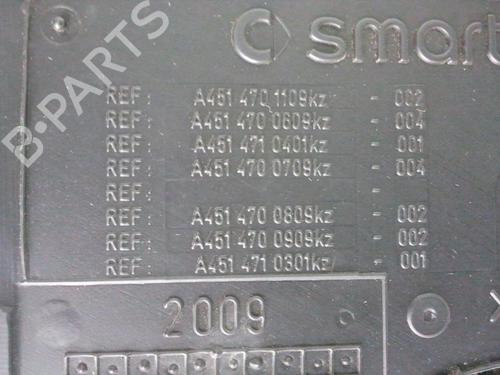 smart
REF: A451 470 1109kz - 002
REF: A451 470 0609kz - 004
REF: A451 471 0401kz - 001
REF: A451 470 0709kz - 004
REF: -
REF: A451 470 0809kz - 002
REF: A451 470 0909kz - 002
REF: A451 471 0301kz - 001
2009
B-PARTS